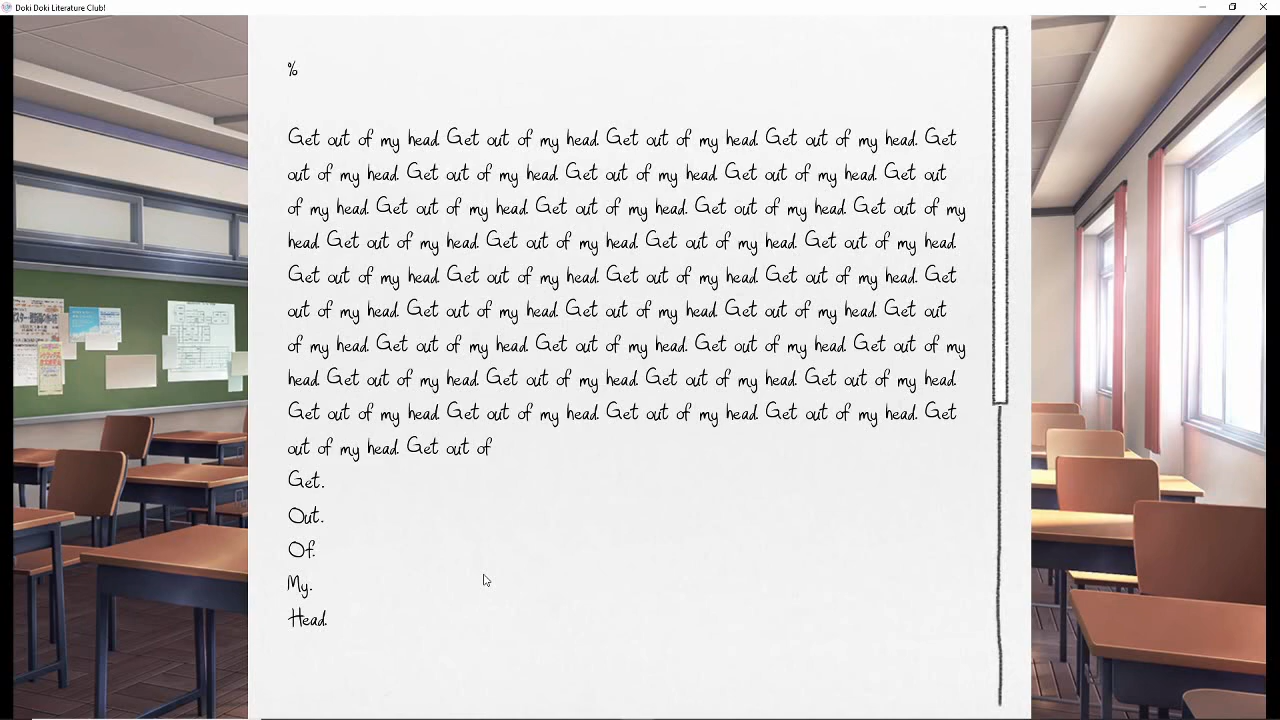 Doki Doki Literature Club!
%
Get out of my head. Get out of my head. Get out of my head. Get out of my head. Get
out of my head. Get out of my head. Get out of my head. Get out of my head. Get out
of my head. Get out of my head. Get out of my head. Get out of my head. Get out of my
head. Get out of my head. Get out of my head. Get out of my head. Get out of my head.
Get out of my head. Get out of my head. Get out of my head. Get out of my head. Get
out of my head. Get out of my head. Get out of my head. Get out of my head. Get out
of my head. Get out of my head. Get out of my head. Get out of my head. Get out of my
head. Get out of my head. Get out of my head. Get out of my head. Get out of my head.
Get out of my head. Get out of my head. Get out of my head. Get out of my head. Get
out of my head. Get out of
Get.
Out.
Of.
My.
Head.